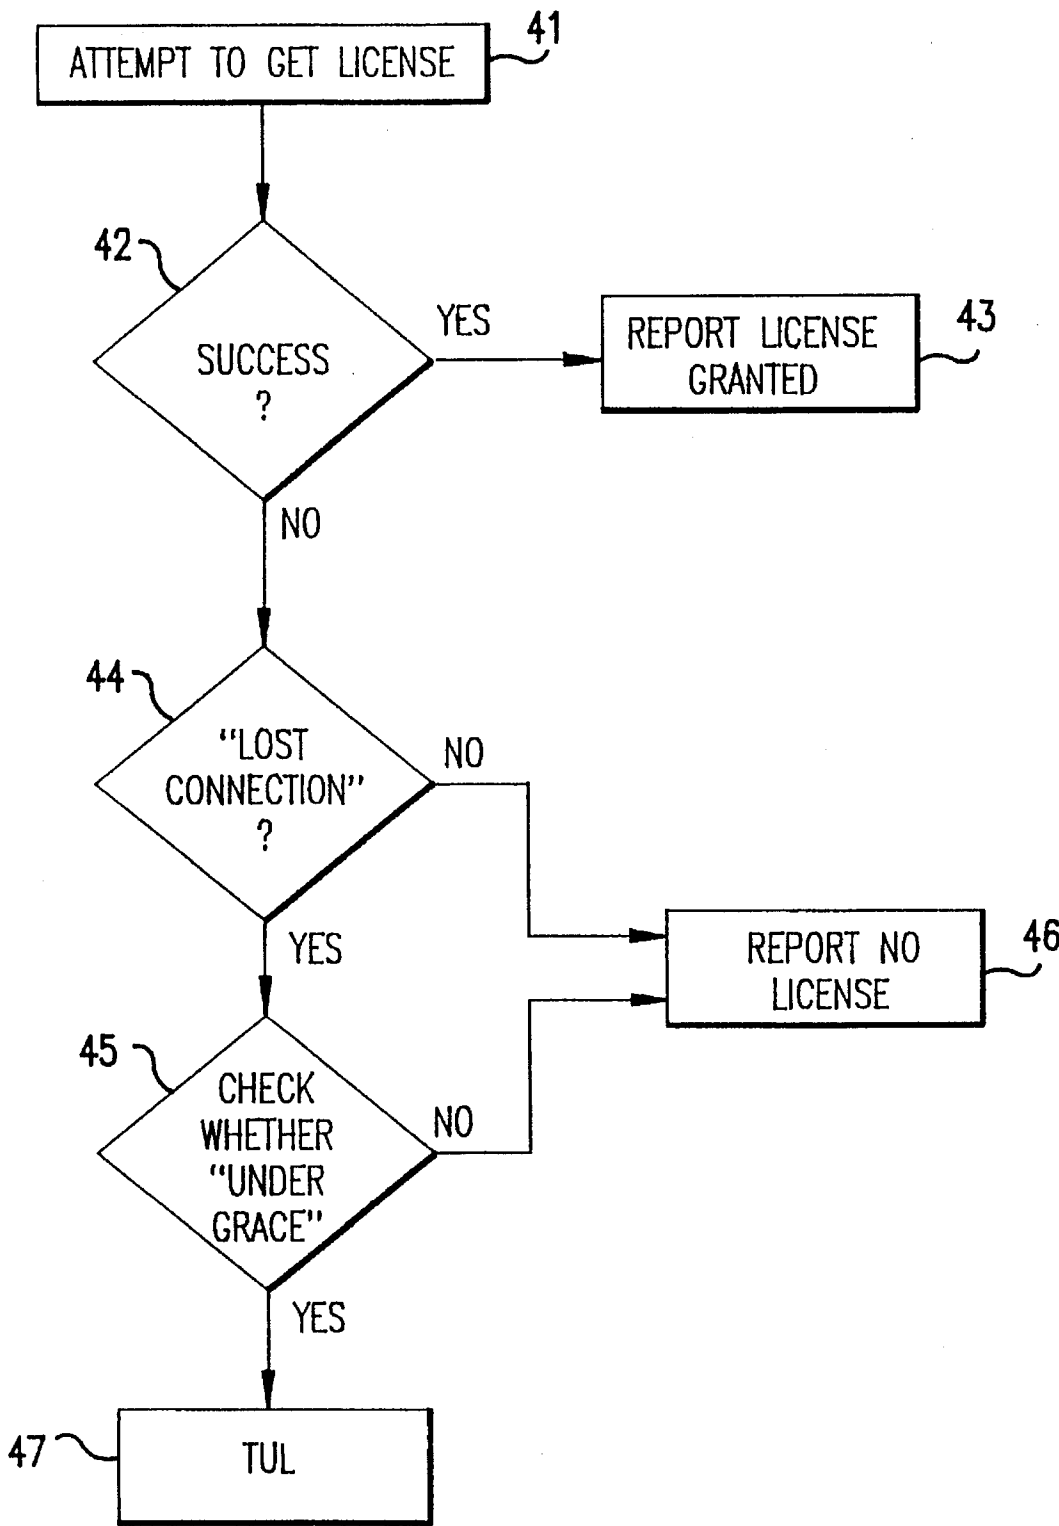 ATTEMPT TO GET LICENSE
41
42
SUCCESS
?
YES
REPORT LICENSE
GRANTED
43
NO
44
"LOST
CONNECTION"
?
NO
YES
REPORT NO
LICENSE
46
45
CHECK
WHETHER
"UNDER
GRACE"
NO
YES
47
TUL